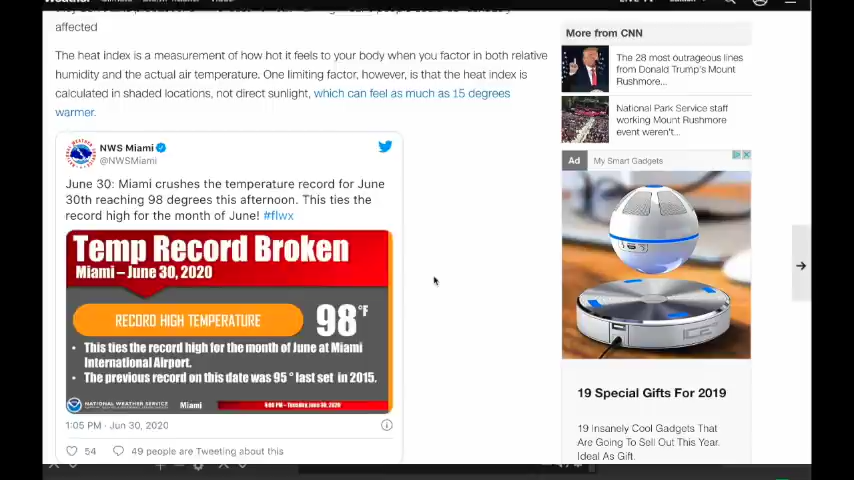 affected
The heat index is a measurement of how hot it feels to your body when you factor in both relative
humidity and the actual air temperature. One limiting factor, however, is that the heat index is
calculated in shaded locations, not direct sunlight, which can feel as much as 15 degrees
warmer.
NWS Miami
@NWSMiami
June 30: Miami crushes the temperature record for June
30th reaching 98 degrees this afternoon. This ties the
record high for the month of June! #flwx
Temp Record Broken
Miami – June 30, 2020
RECORD HIGH TEMPERATURE 98°F
• This ties the record high for the month of June at Miami
International Airport.
• The previous record on this date was 95° last set in 2015.
NATIONAL WEATHER SERVICE Miami
1:05 PM · Jun 30, 2020
54 49 people are Tweeting about this
More from CNN
The 28 most outrageous lines
from Donald Trump's Mount
Rushmore...
National Park Service staff
working Mount Rushmore
event weren't...
Ad My Smart Gadgets
19 Special Gifts For 2019
19 Insanely Cool Gadgets That
Are Going To Sell Out This Year.
Ideal As Gift.